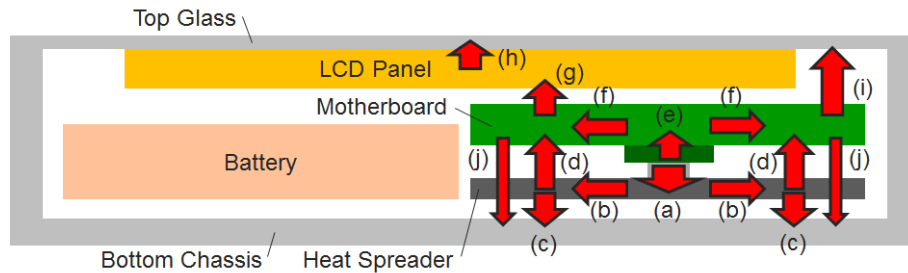 Top Glass
LCD Panel
(h)
(g)
(i)
Motherboard
(f)
(f)
(e)
(j)
(d)
(d)
(j)
Battery
(b)
(a)
(b)
(c)
(c)
Bottom Chassis
Heat Spreader